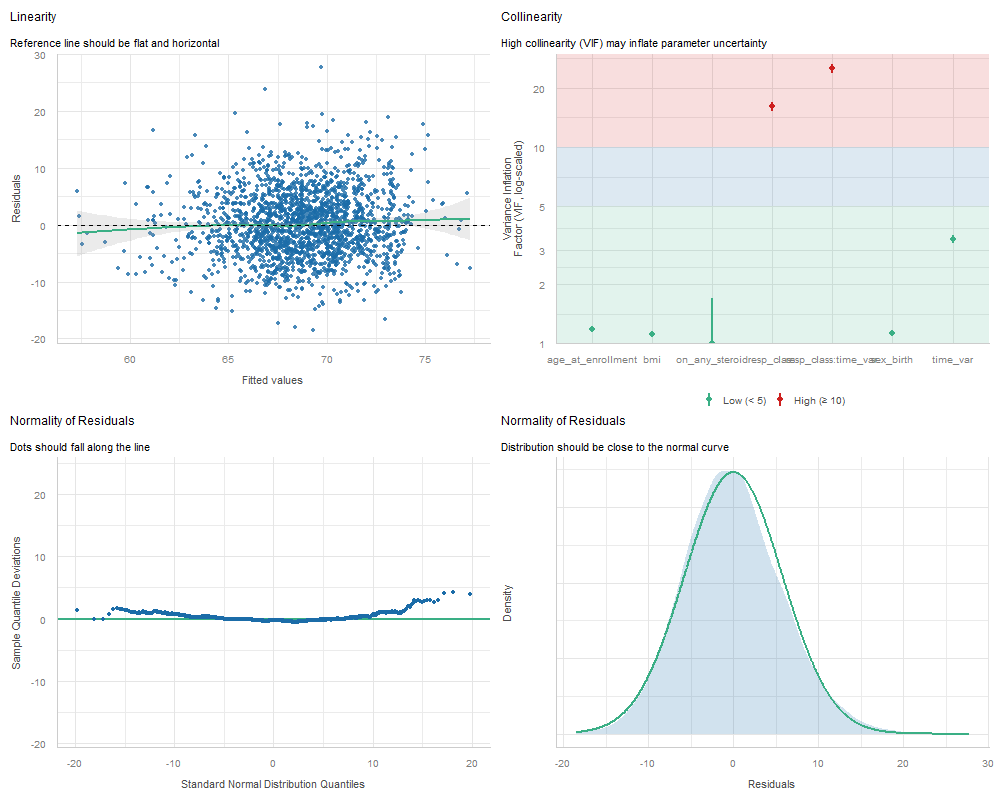 Linearity
Reference line should be flat and horizontal
30
20
10
0
-10
-20
Residuals
60
65
70
75
Fitted values
Collinearity
High collinearity (VIF) may inflate parameter uncertainty
20
10
5
3
2
1
Variance Inflation
Factor (VIF, log-scaled)
age_at_enrollment bmi on_any_steroid time_var
Low (< 5) High (≥ 10)
Normality of Residuals
Dots should fall along the line
20
10
0
-10
-20
Sample Quantile Deviations
-20
-10
0
10
20
Standard Normal Distribution Quantiles
Normality of Residuals
Distribution should be close to the normal curve
Density
-20
-10
0
10
20
30
Residuals